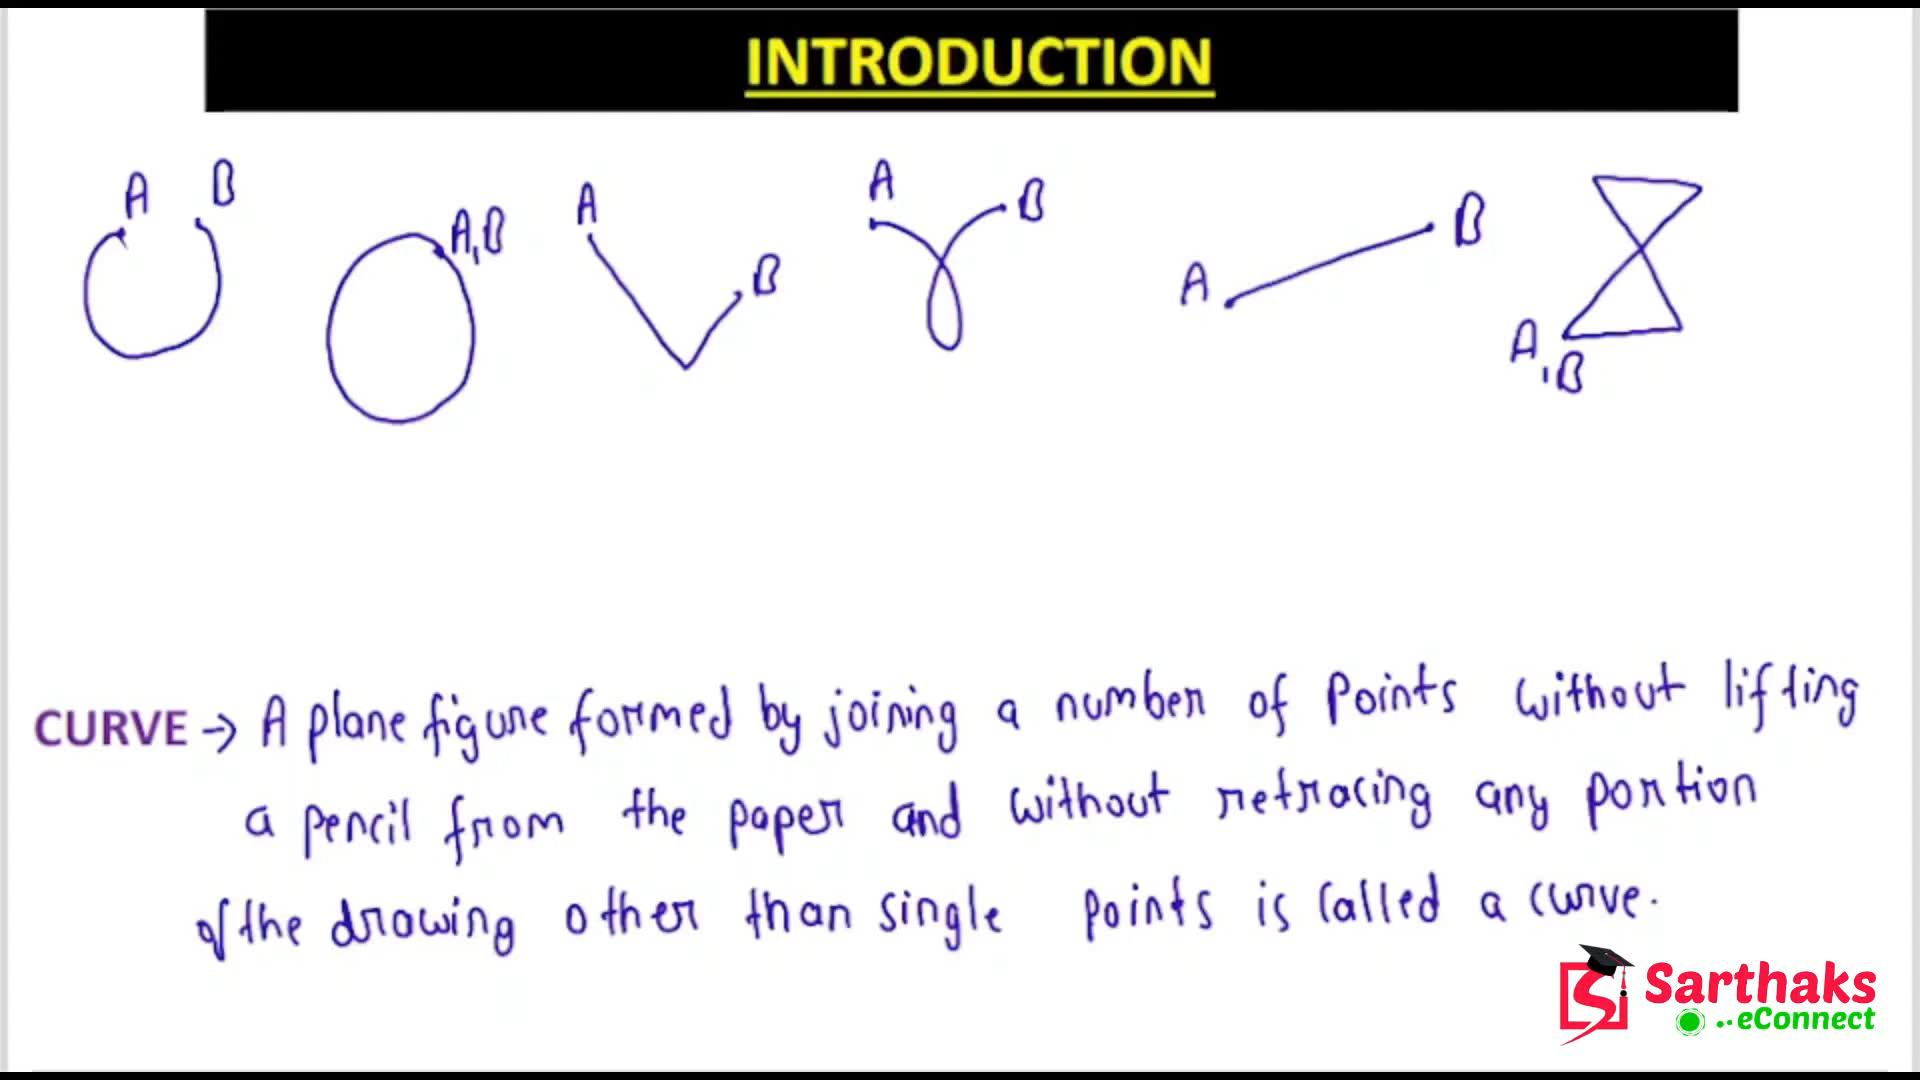 INTRODUCTION
A B
A,B
A
B
A
B
A
B
A,B
CURVE → A plane figure formed by joining a number of points without lifting
a pencil from the paper and without retracing any portion
of the drawing other than single points is called a curve.
Sarthaks
eConnect